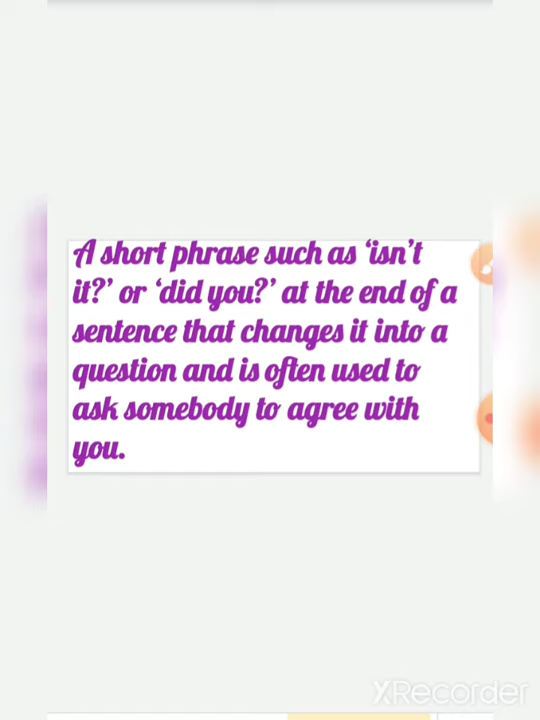 A short phrase such as ‘isn’t
it?’ or ‘did you?’ at the end of a
sentence that changes it into a
question and is often used to
ask somebody to agree with
you.
XRecorder